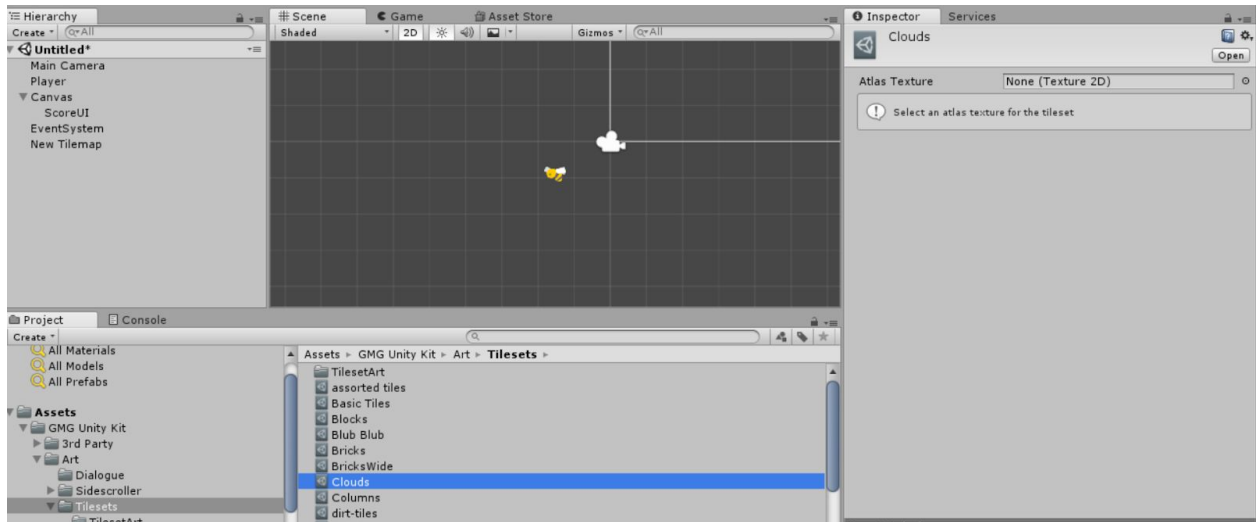 Hierarchy
Create All
Untitled*
Main Camera
Player
Canvas
ScoreUI
EventSystem
New Tilemap
Scene Game Asset Store
Shaded 2D Gizmos All
Inspector Services
Clouds
Open
Atlas Texture None (Texture 2D)
Select an atlas texture for the tileset
Project Console
Create
All Materials
All Models
All Prefabs
Assets
GMG Unity Kit
3rd Party
Art
Dialogue
Sidescroller
Tilesets
TilesetArt
Assets GMG Unity Kit Art Tilesets
TilesetArt
assorted tiles
Basic Tiles
Blocks
Blub Blub
Bricks
BricksWide
Clouds
Columns
dirt-tiles